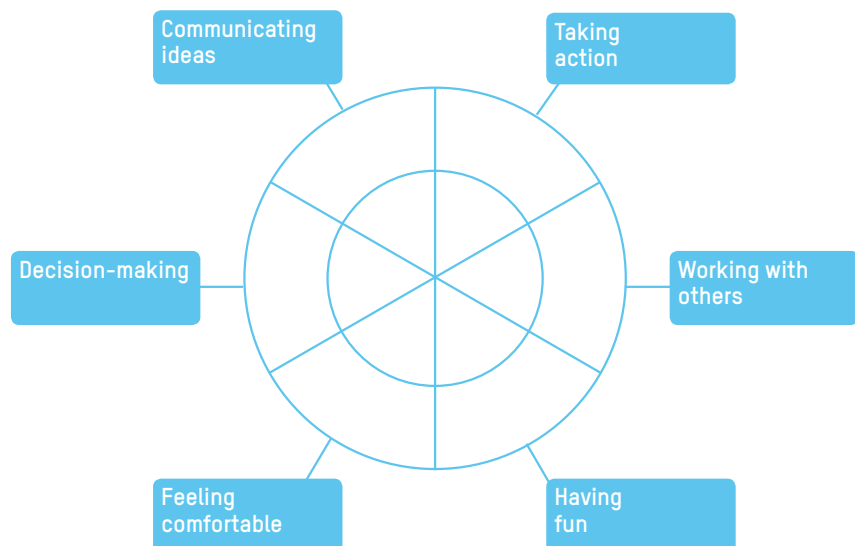 Communicating
ideas
Taking
action
Decision-making
Working with
others
Feeling
comfortable
Having
fun